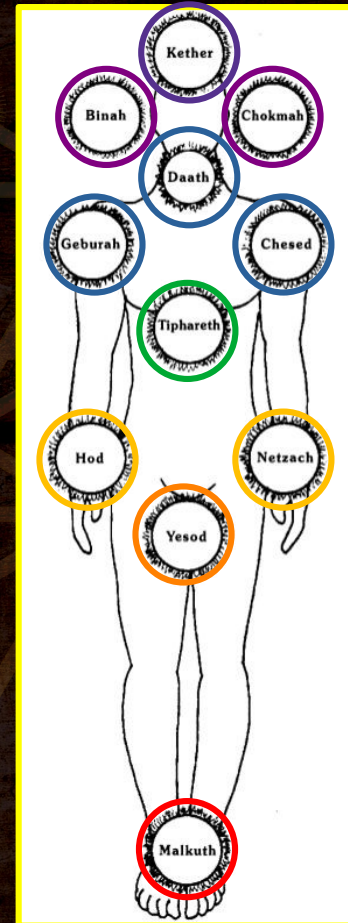 Kether
Binah
Chokmah
Daath
Geburah
Chesed
Tiphareth
Hod
Netzach
Yesod
Malkuth